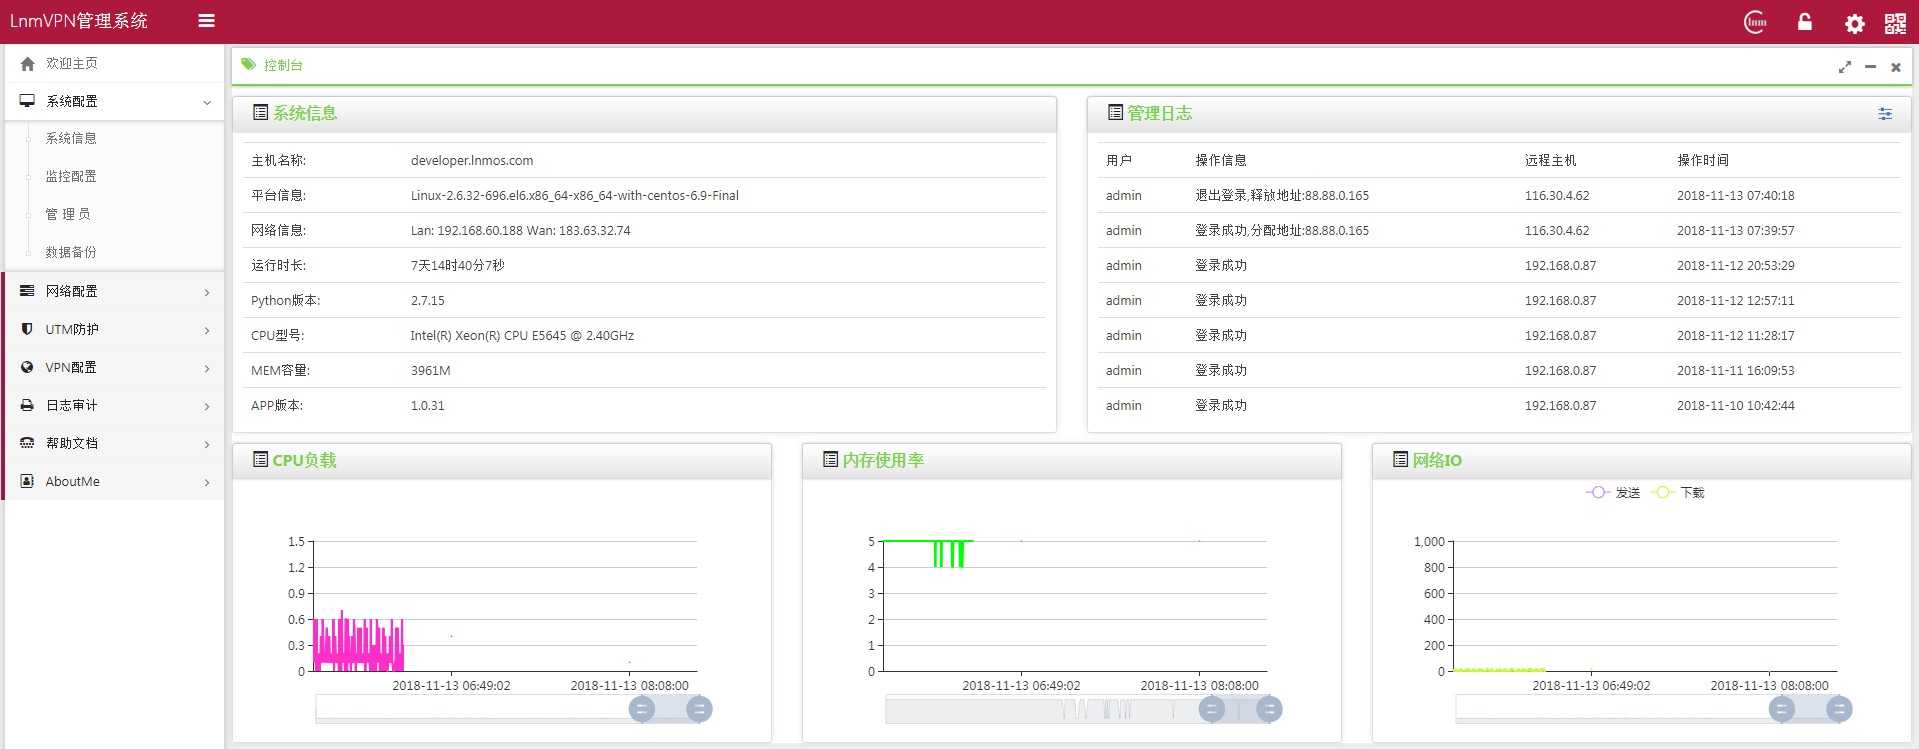 LnmVPN管理系统
lnm
欢迎主页
系统配置
系统信息
监控配置
管 理 员
数据备份
网络配置
UTM防护
VPN配置
日志审计
帮助文档
AboutMe
控制台
系统信息
主机名称: developer.lnmos.com
平台信息: Linux-2.6.32-696.el6.x86_64-x86_64-with-centos-6.9-Final
网络信息: Lan: 192.168.60.188 Wan: 183.63.32.74
运行时长: 7天14时40分7秒
Python版本: 2.7.15
CPU型号: Intel(R) Xeon(R) CPU E5645 @ 2.40GHz
MEM容量: 3961M
APP版本: 1.0.31
管理日志
用户 操作信息 远程主机 操作时间
admin 退出登录,释放地址:88.88.0.165 116.30.4.62 2018-11-13 07:40:18
admin 登录成功,分配地址:88.88.0.165 116.30.4.62 2018-11-13 07:39:57
admin 登录成功 192.168.0.87 2018-11-12 20:53:29
admin 登录成功 192.168.0.87 2018-11-12 12:57:11
admin 登录成功 192.168.0.87 2018-11-12 11:28:17
admin 登录成功 192.168.0.87 2018-11-11 16:09:53
admin 登录成功 192.168.0.87 2018-11-10 10:42:44
CPU负载
1.5
1.2
0.9
0.6
0.3
0
2018-11-13 06:49:02 2018-11-13 08:08:00
内存使用率
5
4
3
2
1
0
2018-11-13 06:49:02 2018-11-13 08:08:00
网络IO
发送 下载
1,000
800
600
400
200
0
2018-11-13 06:49:02 2018-11-13 08:08:00